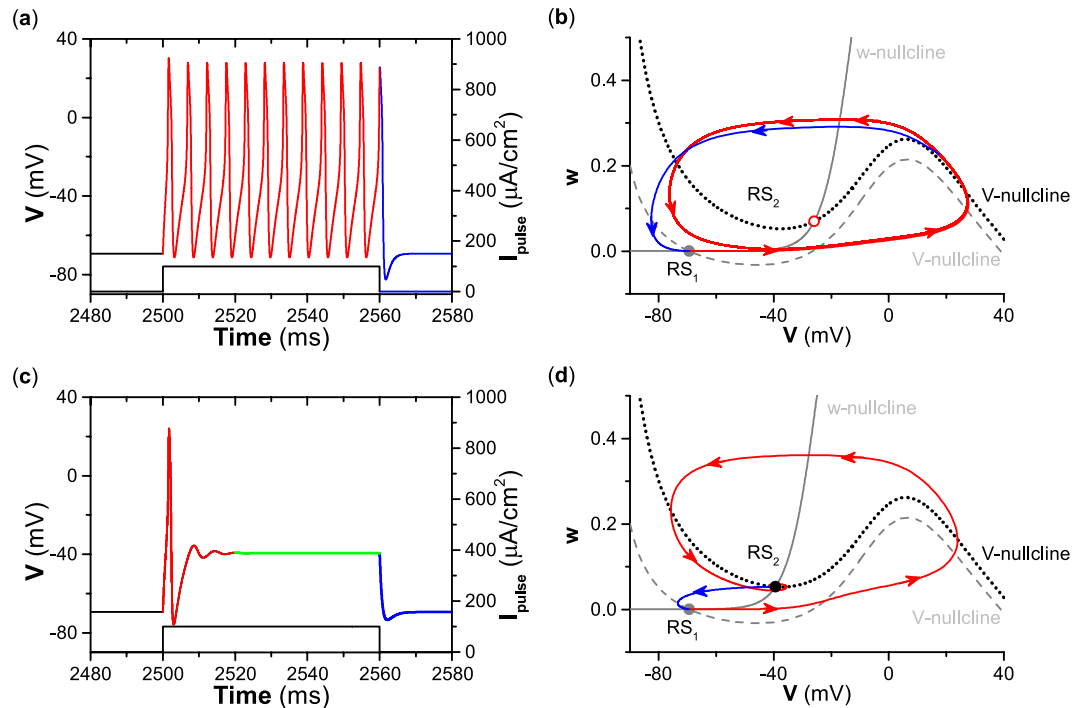 (a)
40
0
-40
-80
V (mV)
1000
800
600
400
200
0
I_pulse (µA/cm²)
2480 2500 2520 2540 2560 2580
Time (ms)
(b)
0.4
0.2
0.0
w
w-nullcline
RS₂
V-nullcline
V-nullcline
RS₁
-80 -40 0 40
V (mV)
(c)
40
0
-40
-80
V (mV)
1000
800
600
400
200
0
I_pulse (µA/cm²)
2480 2500 2520 2540 2560 2580
Time (ms)
(d)
0.4
0.2
0.0
w
w-nullcline
RS₂
V-nullcline
V-nullcline
RS₁
-80 -40 0 40
V (mV)